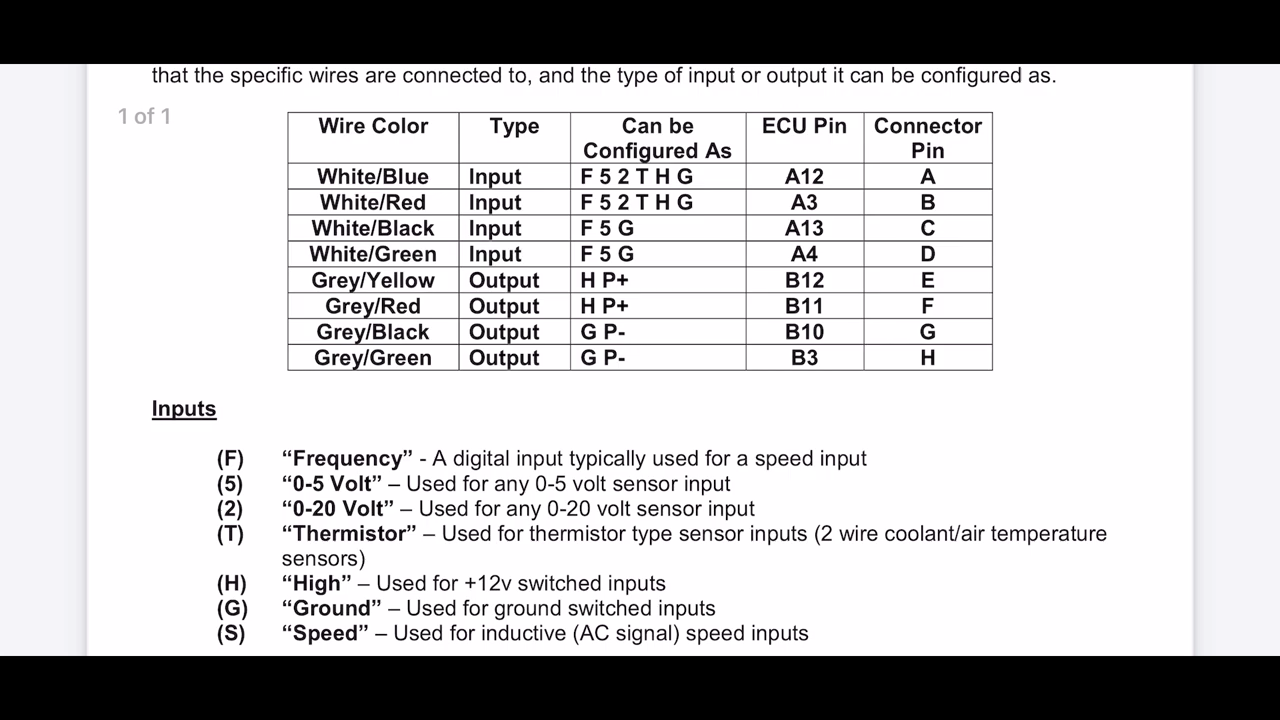 that the specific wires are connected to, and the type of input or output it can be configured as.
1 of 1
Wire Color Type Can be Configured As ECU Pin Connector Pin
White/Blue Input F 5 2 T H G A12 A
White/Red Input F 5 2 T H G A3 B
White/Black Input F 5 G A13 C
White/Green Input F 5 G A4 D
Grey/Yellow Output H P+ B12 E
Grey/Red Output H P+ B11 F
Grey/Black Output G P- B10 G
Grey/Green Output G P- B3 H
Inputs
(F) “Frequency” - A digital input typically used for a speed input
(5) “0-5 Volt” – Used for any 0-5 volt sensor input
(2) “0-20 Volt” – Used for any 0-20 volt sensor input
(T) “Thermistor” – Used for thermistor type sensor inputs (2 wire coolant/air temperature
sensors)
(H) “High” – Used for +12v switched inputs
(G) “Ground” – Used for ground switched inputs
(S) “Speed” – Used for inductive (AC signal) speed inputs